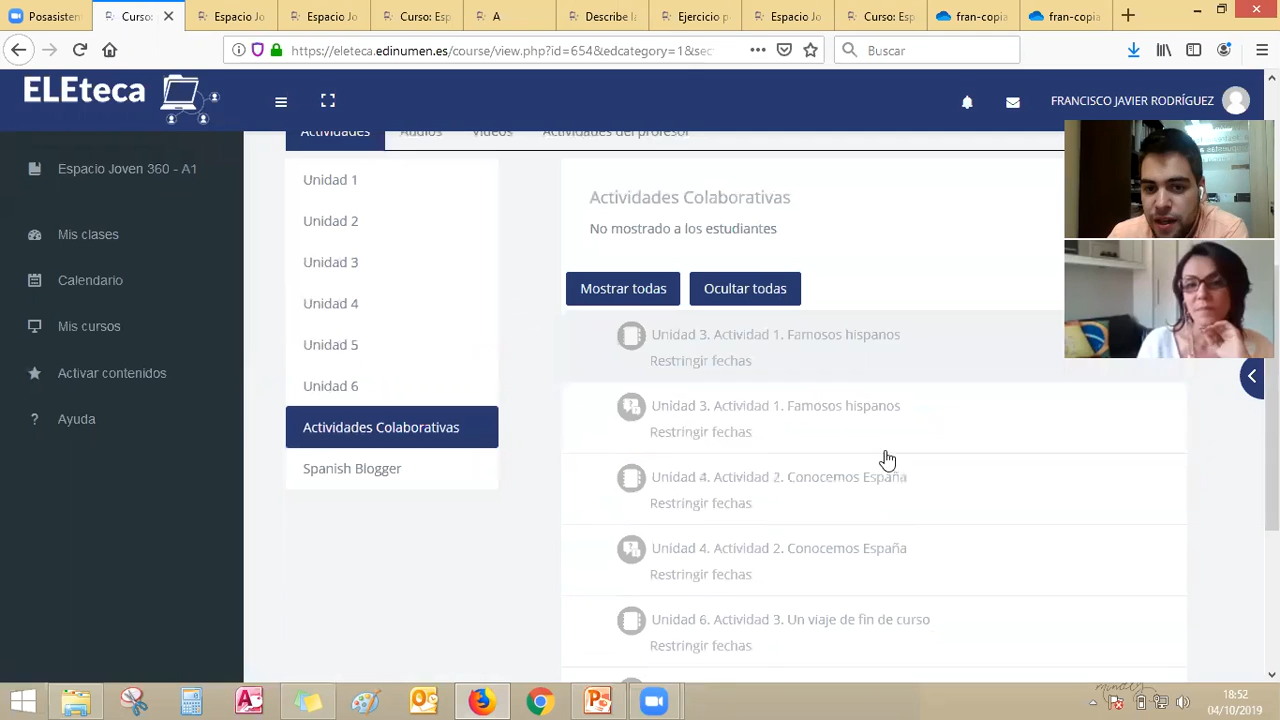 Posasisten
Curso:
Espacio Jo
Espacio Jo
Curso: Esp
A
Describe la
Ejercicio p
Espacio Jo
Curso: Esp
fran-copia
fran-copia
https://eleteca.edinumen.es/course/view.php?id=654&edcategory=1&sec
Buscar
ELEteca
FRANCISCO JAVIER RODRÍGUEZ
Actividades Audios Vídeos Actividades del profesor
Espacio Joven 360 - A1
Mis clases
Calendario
Mis cursos
Activar contenidos
Ayuda
Unidad 1
Unidad 2
Unidad 3
Unidad 4
Unidad 5
Unidad 6
Actividades Colaborativas
Spanish Blogger
Actividades Colaborativas
No mostrado a los estudiantes
Mostrar todas Ocultar todas
Unidad 3. Actividad 1. Famosos hispanos
Restringir fechas
Unidad 3. Actividad 1. Famosos hispanos
Restringir fechas
Unidad 4. Actividad 2. Conocemos España
Restringir fechas
Unidad 4. Actividad 2. Conocemos España
Restringir fechas
Unidad 6. Actividad 3. Un viaje de fin de curso
Restringir fechas
18:52
04/10/2019